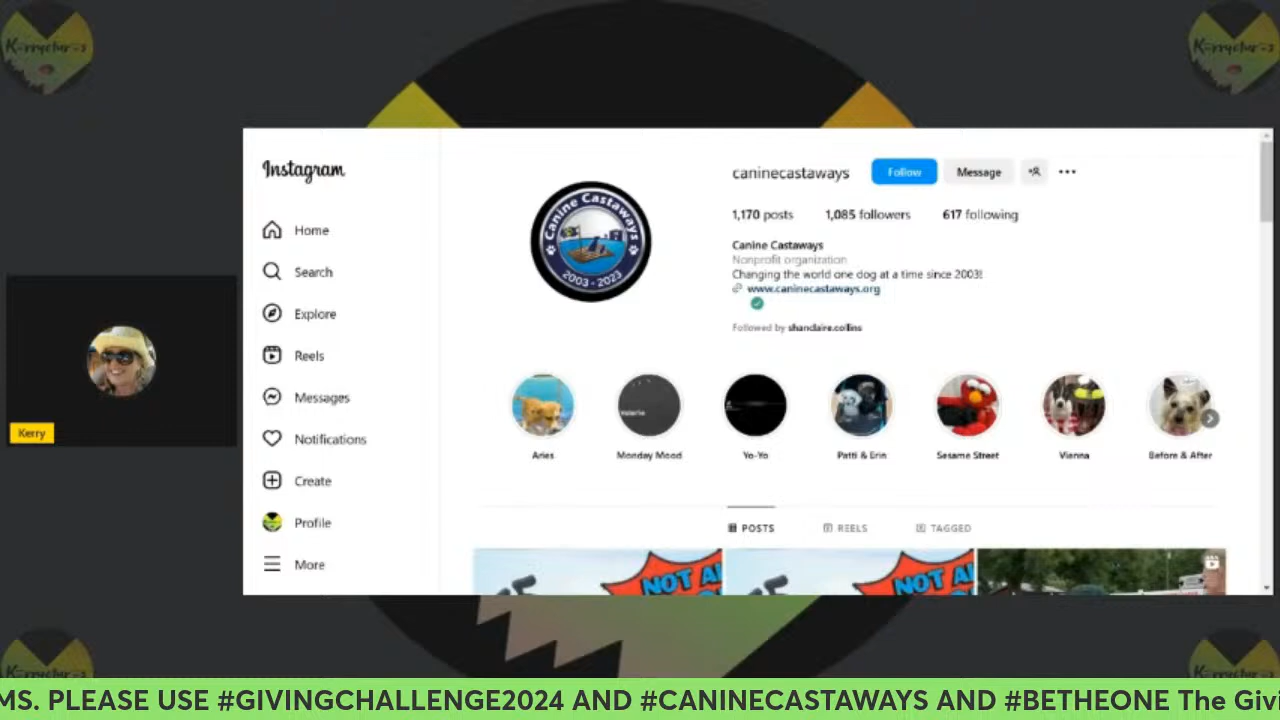 Kerrytures
Kerrytures
Instagram
Home
Search
Explore
Reels
Messages
Notifications
Create
Profile
More
Kerry
Canine Castaways
2003 - 2023
caninecastaways
Follow
Message
1,170 posts 1,085 followers 617 following
Canine Castaways
Nonprofit organization
Changing the world one dog at a time since 2003!
www.caninecastaways.org
Followed by shandaire.collins
Valerie
Aries Monday Mood Yo-Yo Patti & Erin Sesame Street Vienna Before & After
POSTS REELS TAGGED
NOT
NOT
MS. PLEASE USE #GIVINGCHALLENGE2024 AND #CANINECASTAWAYS AND #BETHEONE The Givi